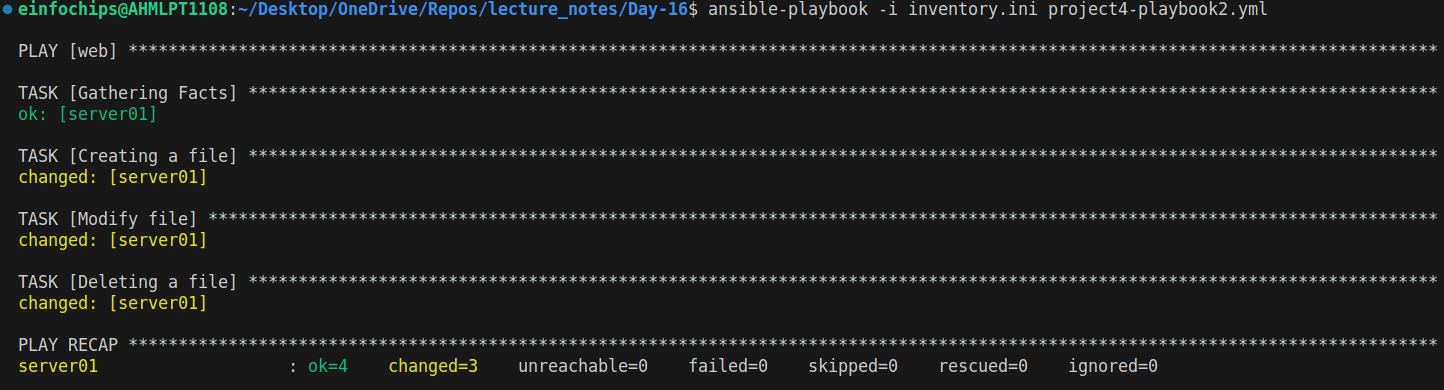 einfochips@AHMLPT1108:~/Desktop/OneDrive/Repos/lecture_notes/Day-16$ ansible-playbook -i inventory.ini project4-playbook2.yml
PLAY [web] ***********************************************************************************************************************************
TASK [Gathering Facts] ***********************************************************************************************************************
ok: [server01]
TASK [Creating a file] ***********************************************************************************************************************
changed: [server01]
TASK [Modify file] ***************************************************************************************************************************
changed: [server01]
TASK [Deleting a file] ***********************************************************************************************************************
changed: [server01]
PLAY RECAP ***********************************************************************************************************************************
server01                   : ok=4    changed=3    unreachable=0    failed=0    skipped=0    rescued=0    ignored=0